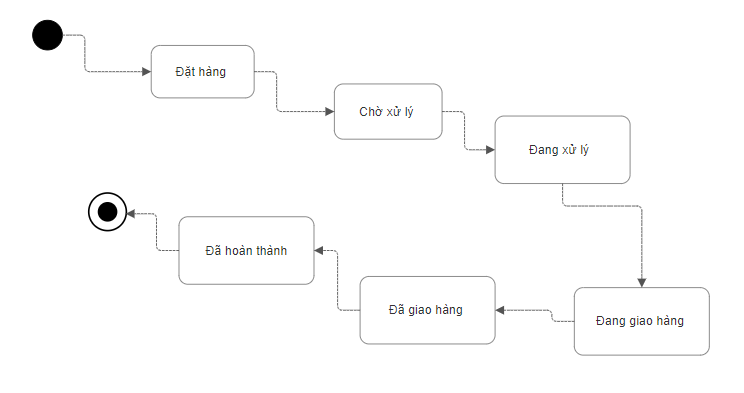 Đặt hàng
Chờ xử lý
Đang xử lý
Đang giao hàng
Đã giao hàng
Đã hoàn thành